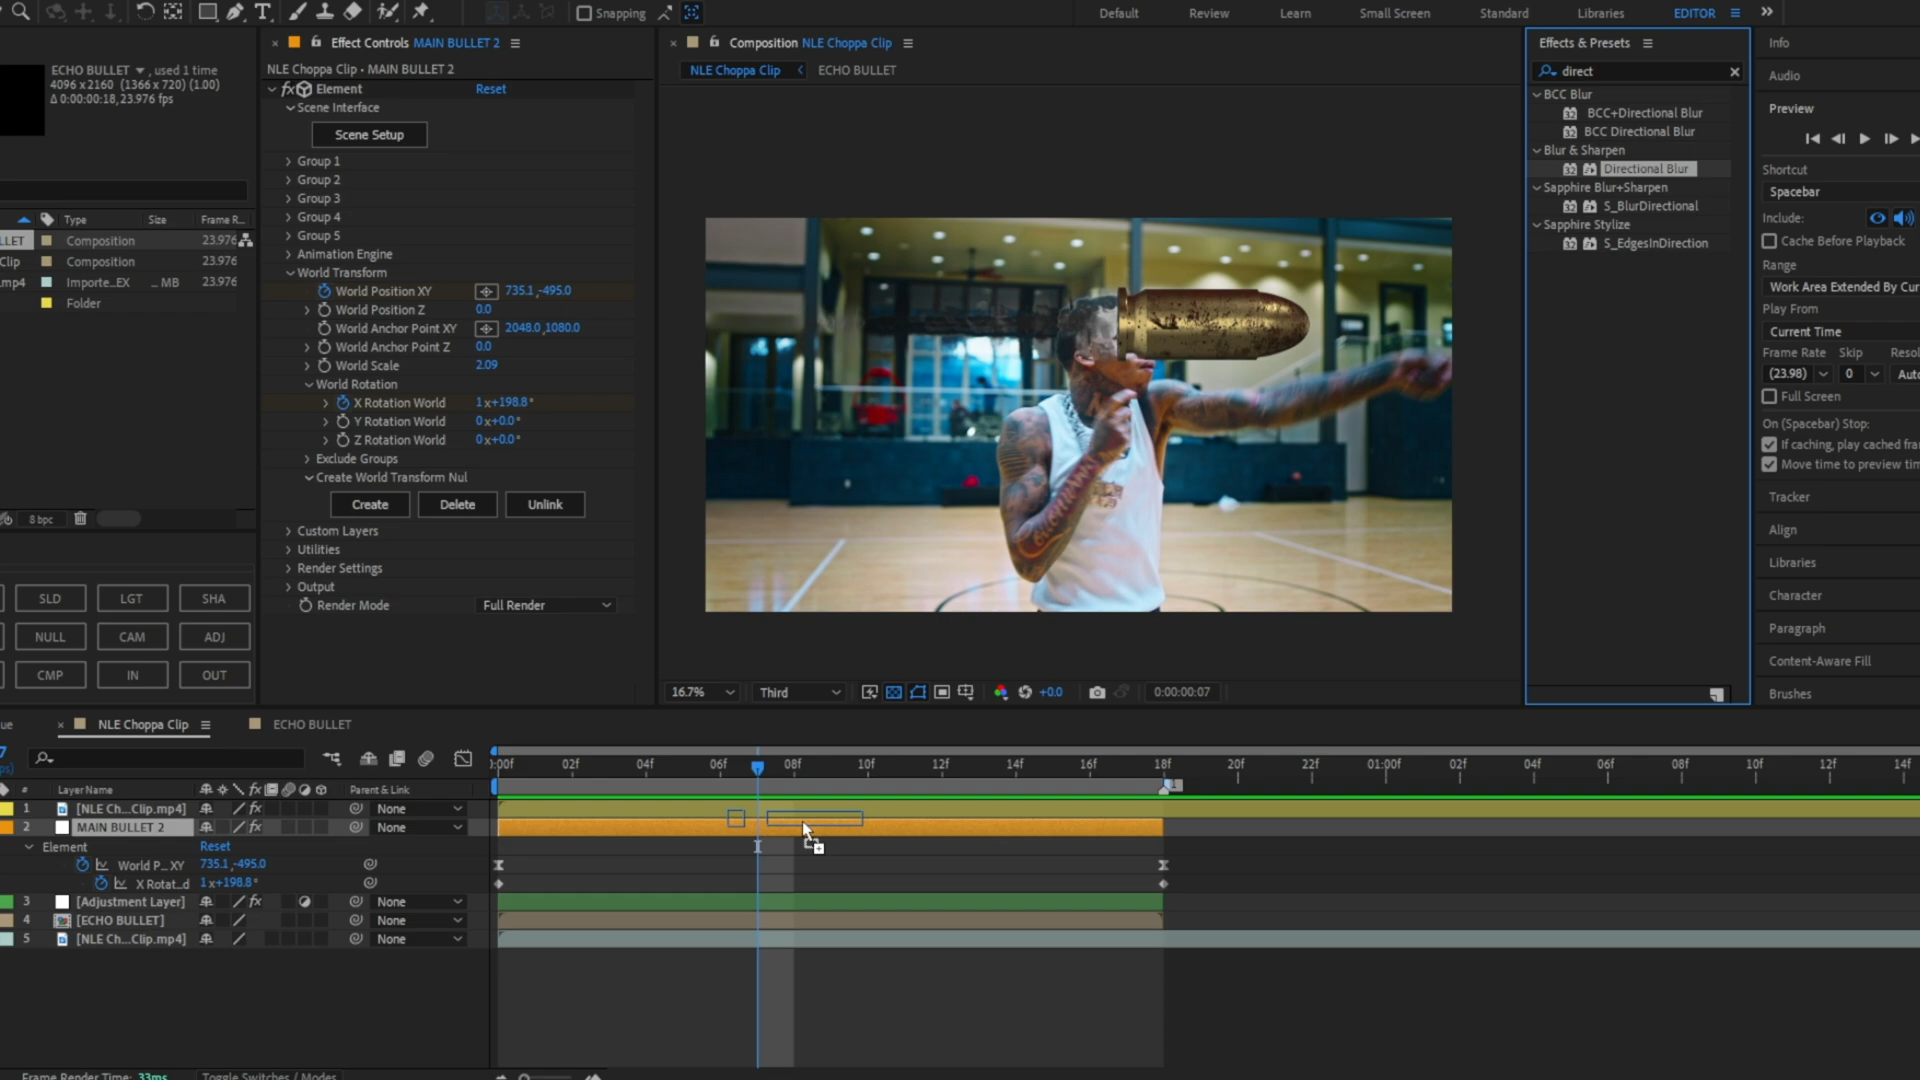 Snapping
Default
Review
Learn
Small Screen
Standard
Libraries
EDITOR
ECHO BULLET , used 1 time
4096 x 2160 (1366 x 720) (1.00)
Δ 0:00:00:18, 23.976 fps
Type
Size
Frame R...
LLET
Composition
23.976
Clip
Composition
23.976
.mp4
Importe...EX
... MB
23.976
Folder
8 bpc
SLD
LGT
SHA
NULL
CAM
ADJ
CMP
IN
OUT
Effect Controls MAIN BULLET 2
NLE Choppa Clip • MAIN BULLET 2
fx Element
Reset
Scene Interface
Scene Setup
Group 1
Group 2
Group 3
Group 4
Group 5
Animation Engine
World Transform
World Position XY
735.1,-495.0
World Position Z
0.0
World Anchor Point XY
2048.0,1080.0
World Anchor Point Z
0.0
World Scale
2.09
World Rotation
X Rotation World
1x+198.8°
Y Rotation World
0x+0.0°
Z Rotation World
0x+0.0°
Exclude Groups
Create World Transform Nul
Create
Delete
Unlink
Custom Layers
Utilities
Render Settings
Output
Render Mode
Full Render
Composition NLE Choppa Clip
NLE Choppa Clip
ECHO BULLET
16.7%
Third
+0.0
0:00:00:07
Effects & Presets
direct
BCC Blur
BCC+Directional Blur
BCC Directional Blur
Blur & Sharpen
Directional Blur
Sapphire Blur+Sharpen
S_BlurDirectional
Sapphire Stylize
S_EdgesInDirection
Info
Audio
Preview
Shortcut
Spacebar
Include:
Cache Before Playback
Range
Work Area Extended By Cur
Play From
Current Time
Frame Rate
Skip
Resol
(23.98)
0
Auto
Full Screen
On (Spacebar) Stop:
If caching, play cached fra
Move time to preview tim
Tracker
Align
Libraries
Character
Paragraph
Content-Aware Fill
Brushes
ue
NLE Choppa Clip
ECHO BULLET
7
ps)
#
Layer Name
fx
Parent & Link
1
[NLE Ch...Clip.mp4]
fx
None
2
MAIN BULLET 2
fx
None
Element
Reset
World P...XY
735.1,-495.0
X Rotat...d
1x+198.8°
3
[Adjustment Layer]
fx
None
4
[ECHO BULLET]
None
5
[NLE Ch...Clip.mp4]
None
):00f
02f
04f
06f
08f
10f
12f
14f
16f
18f
20f
22f
01:00f
02f
04f
06f
08f
10f
12f
14f
Frame Render Time: 33ms
Toggle Switches / Modes